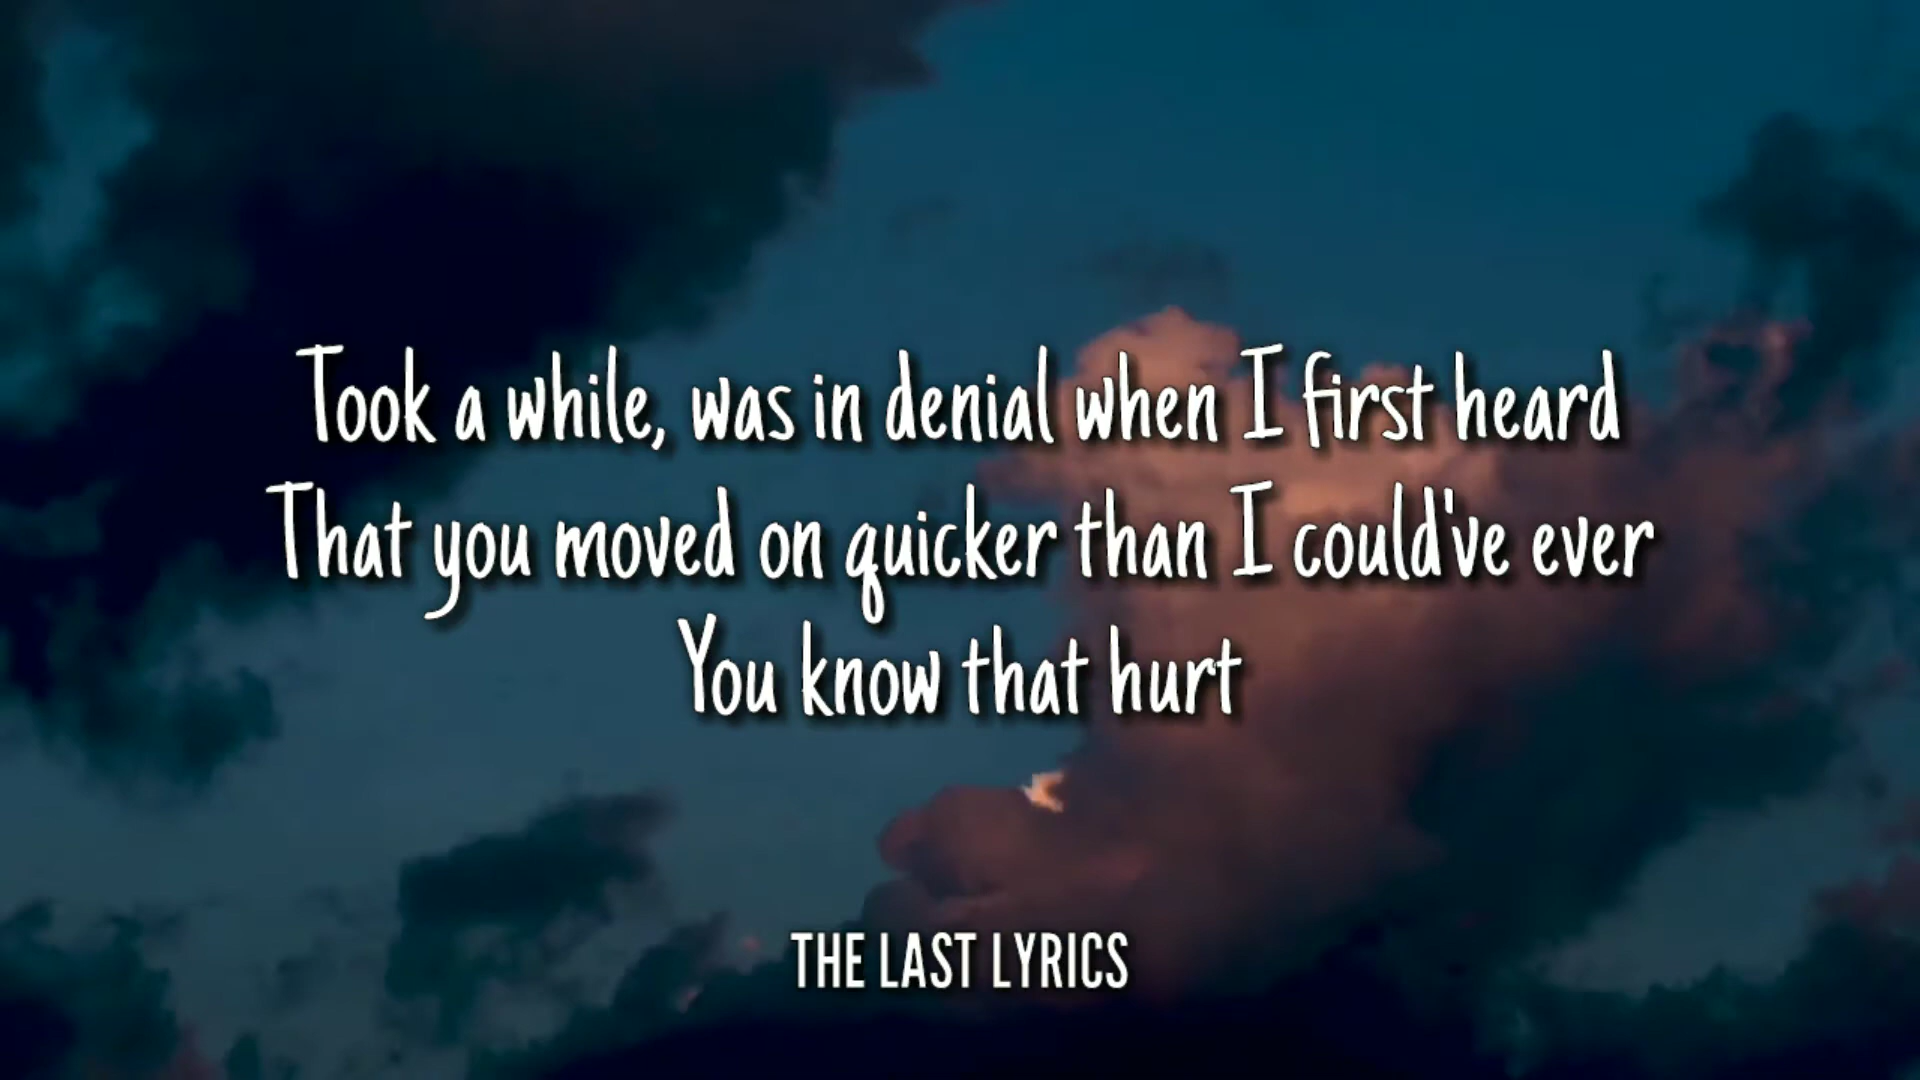 Took a while, was in denial when I first heard
That you moved on quicker than I could've ever
You know that hurt
THE LAST LYRICS